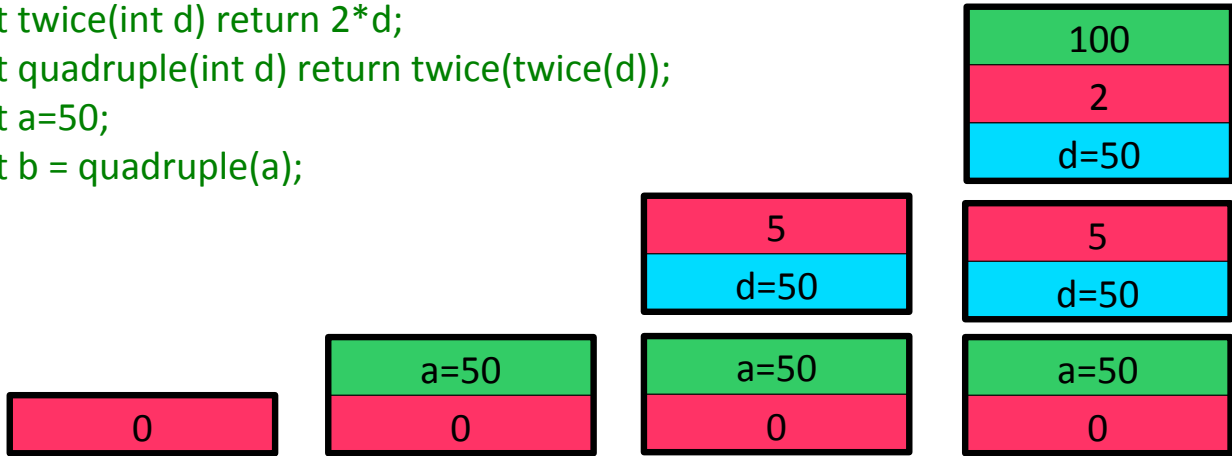 t twice(int d) return 2*d;
t quadruple(int d) return twice(twice(d));
t a=50;
t b = quadruple(a);
100
2
d=50
5
5
d=50
d=50
a=50
a=50
a=50
0
0
0
0